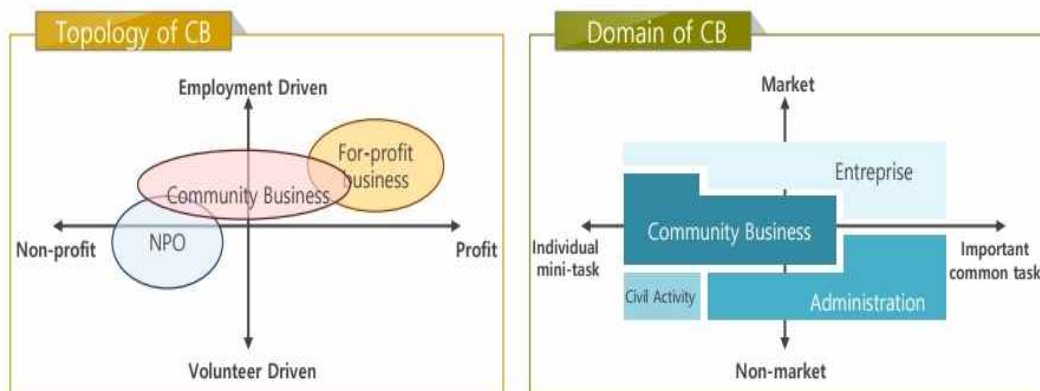 Topology of CB
Employment Driven
For-profit
business
Community Business
NPO
Non-profit
Profit
Volunteer Driven
Domain of CB
Market
Entreprise
Community Business
Individual
mini-task
Important
common task
Civil Activity
Administration
Non-market